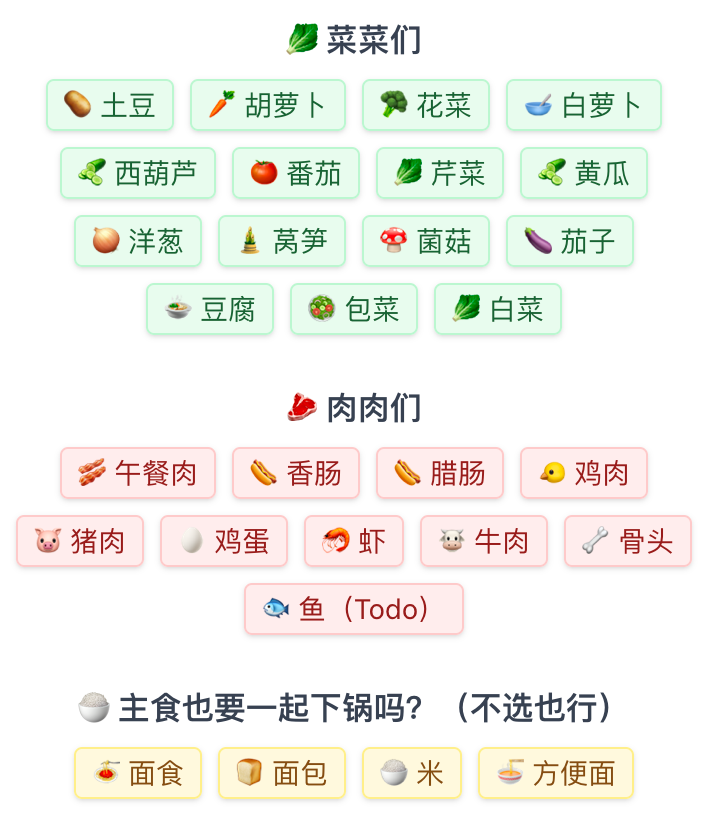 🥬 菜菜们
🥔 土豆 🥕 胡萝卜 🥦 花菜 🥣 白萝卜
🥒 西葫芦 🍅 番茄 🥬 芹菜 🥒 黄瓜
🧅 洋葱 🎍 莴笋 🍄 菌菇 🍆 茄子
🍲 豆腐 🥗 包菜 🥬 白菜
🥩 肉肉们
🥓 午餐肉 🌭 香肠 🌭 腊肠 🐤 鸡肉
🐷 猪肉 🥚 鸡蛋 🦐 虾 🐮 牛肉 🦴 骨头
🐟 鱼（Todo）
🍚 主食也要一起下锅吗？（不选也行）
🍝 面食 🍞 面包 🍚 米 🍜 方便面